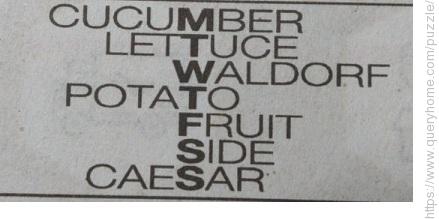 CUCUMBER
LETTUCE
WALDORF
POTATO
FRUIT
SIDE
CAESAR
https://www.queryhome.com/puzzle/